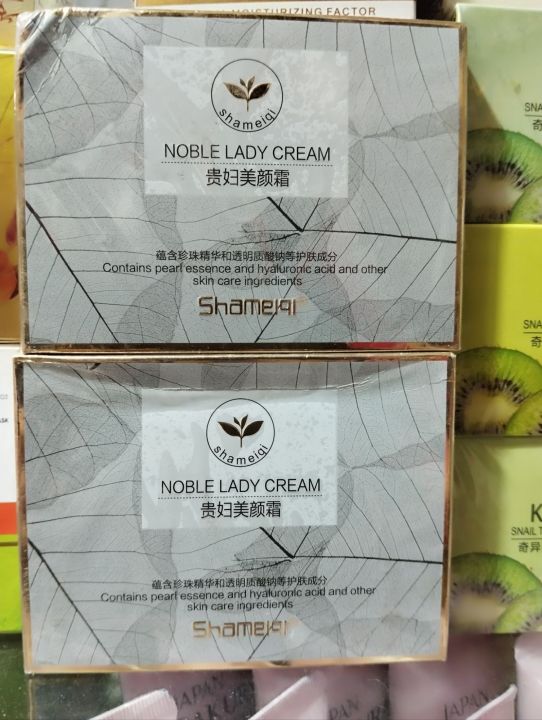 MOISTURIZING FACTOR
shameiqi
NOBLE LADY CREAM
贵妇美颜霜
蕴含珍珠精华和透明质酸钠等护肤成分
Contains pearl essence and hyaluronic acid and other
skin care ingredients
Shameiqi
shameiqi
NOBLE LADY CREAM
贵妇美颜霜
蕴含珍珠精华和透明质酸钠等护肤成分
Contains pearl essence and hyaluronic acid and other
skin care ingredients
Shameiqi
SNA
奇
SNA
奇
K
SNAIL T
奇异
JAPAN
JAPAN